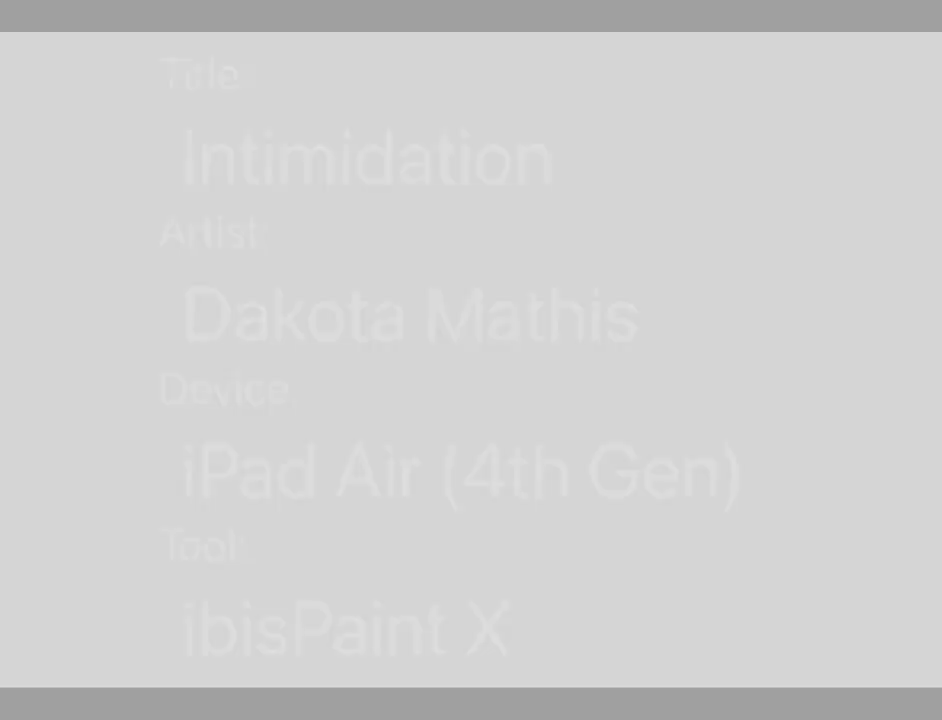 Title:
Intimidation
Artist:
Dakota Mathis
Device:
iPad Air (4th Gen)
Tool:
ibisPaint X